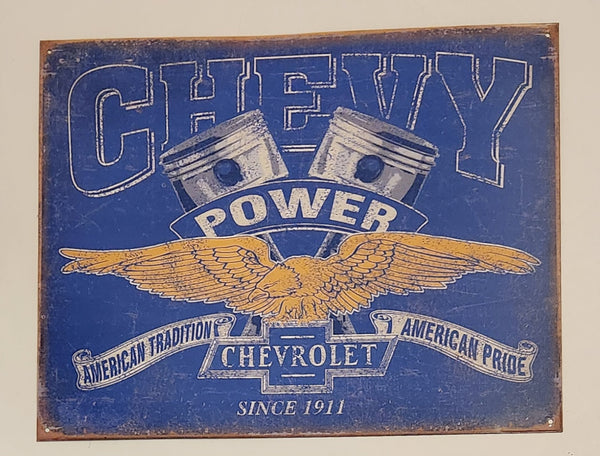 CHEVY
POWER
AMERICAN TRADITION
AMERICAN PRIDE
CHEVROLET
SINCE 1911